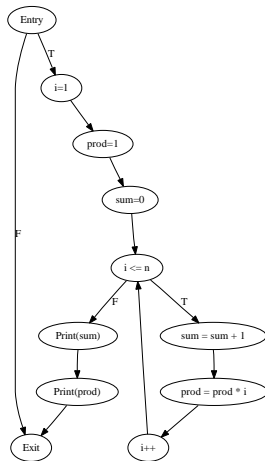 Entry
T
i=1
prod=1
sum=0
F
i <= n
F
T
Print(sum)
sum = sum + 1
Print(prod)
prod = prod * i
Exit
i++